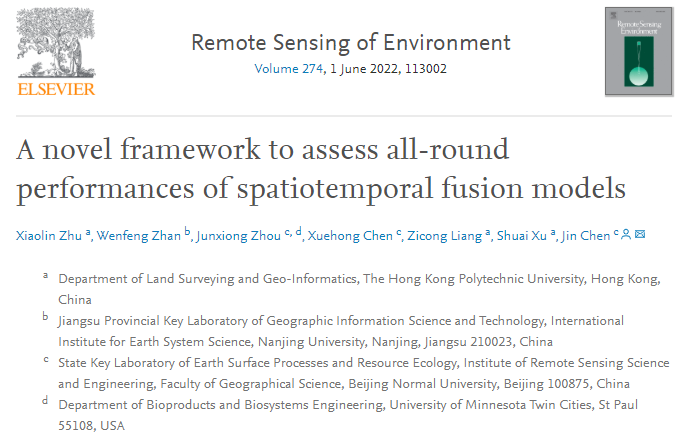 Remote Sensing of Environment
Volume 274, 1 June 2022, 113002
ELSEVIER
Remote Sensing
Environment
A novel framework to assess all-round
performances of spatiotemporal fusion models
Xiaolin Zhu a, Wenfeng Zhan b, Junxiong Zhou c, d, Xuehong Chen c, Zicong Liang a, Shuai Xu a, Jin Chen c
a Department of Land Surveying and Geo-Informatics, The Hong Kong Polytechnic University, Hong Kong,
China
b Jiangsu Provincial Key Laboratory of Geographic Information Science and Technology, International
Institute for Earth System Science, Nanjing University, Nanjing, Jiangsu 210023, China
c State Key Laboratory of Earth Surface Processes and Resource Ecology, Institute of Remote Sensing Science
and Engineering, Faculty of Geographical Science, Beijing Normal University, Beijing 100875, China
d Department of Bioproducts and Biosystems Engineering, University of Minnesota Twin Cities, St Paul
55108, USA